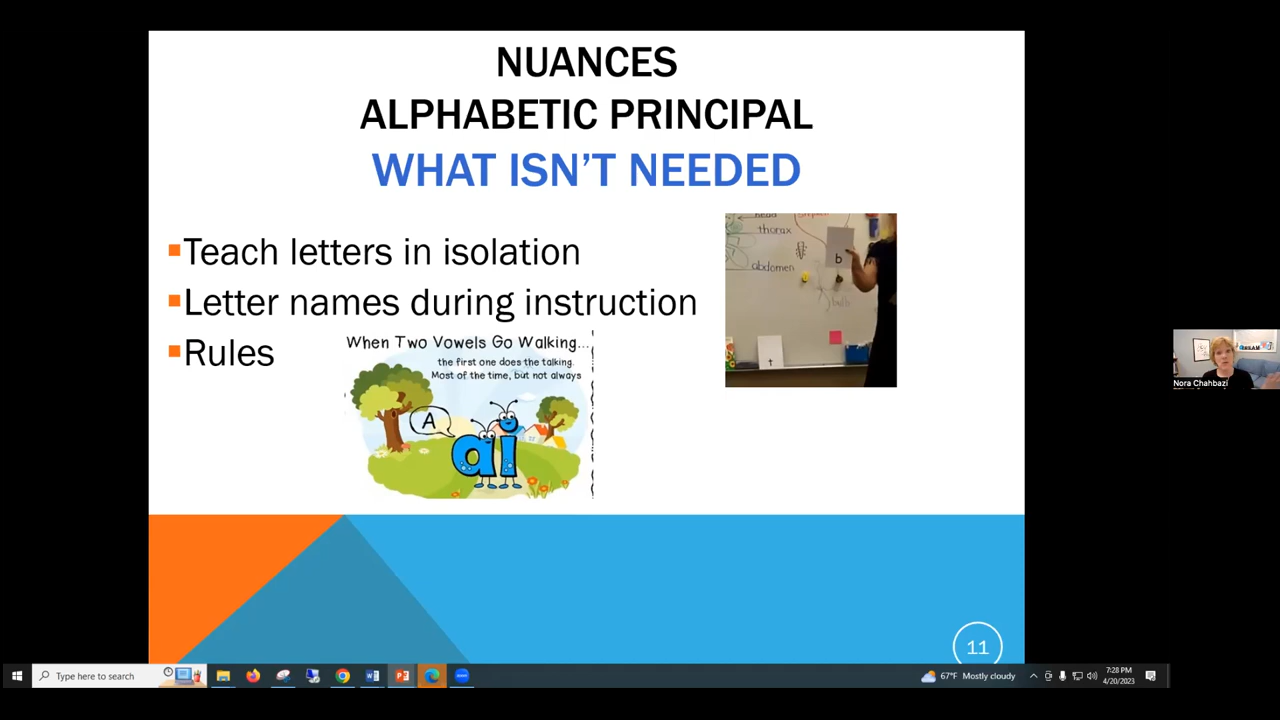 NUANCES
ALPHABETIC PRINCIPAL
WHAT ISN'T NEEDED
Teach letters in isolation
Letter names during instruction
Rules
When Two Vowels Go Walking...
the first one does the talking.
Most of the time, but not always
A
ai
head
thorax
abdomen
b
bulb
t
Nora Chahbazi
11
Type here to search
67°F Mostly cloudy
7:28 PM
4/20/2023